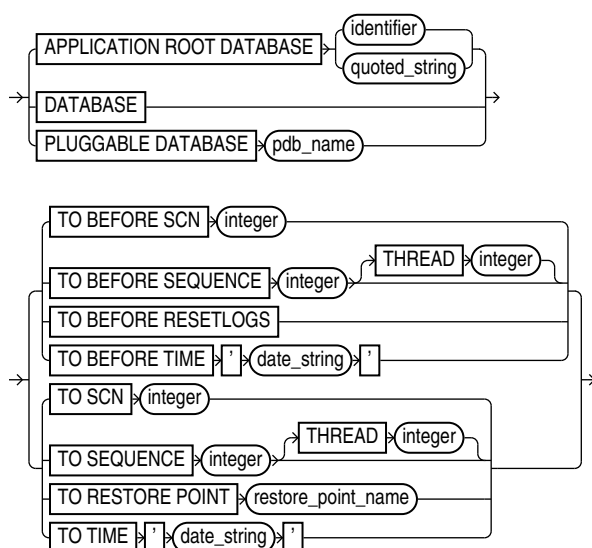 identifier
APPLICATION ROOT DATABASE
quoted_string
DATABASE
PLUGGABLE DATABASE pdb_name
TO BEFORE SCN integer
THREAD integer
TO BEFORE SEQUENCE integer
TO BEFORE RESETLOGS
TO BEFORE TIME ' date_string '
TO SCN integer
THREAD integer
TO SEQUENCE integer
TO RESTORE POINT restore_point_name
TO TIME ' date_string '